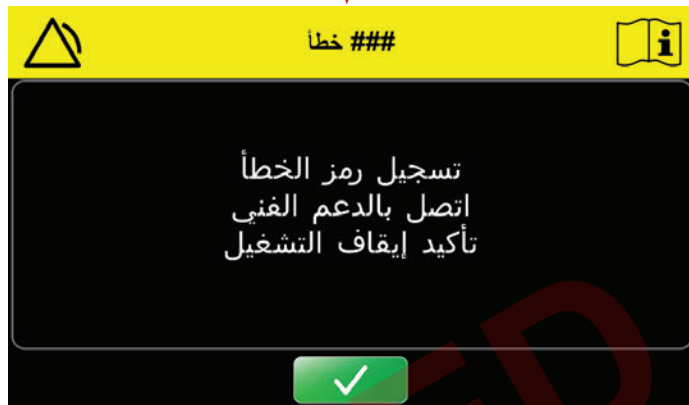 ### خطأ
تسجيل رمز الخطأ
اتصل بالدعم الفني
تأكيد إيقاف التشغيل